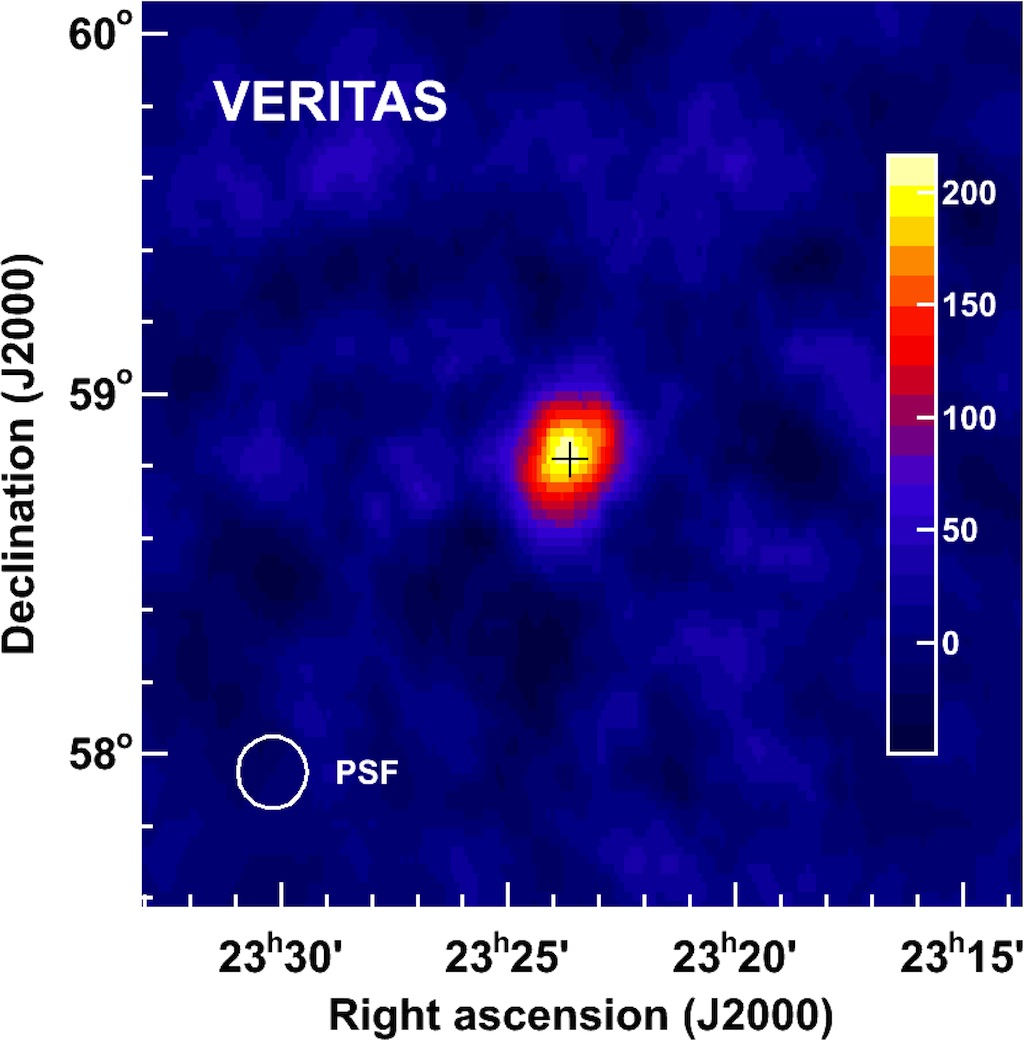 60°
VERITAS
200
150
59°
100
50
0
58°
PSF
23ʰ30'
23ʰ25'
23ʰ20'
23ʰ15'
Right ascension (J2000)
Declination (J2000)